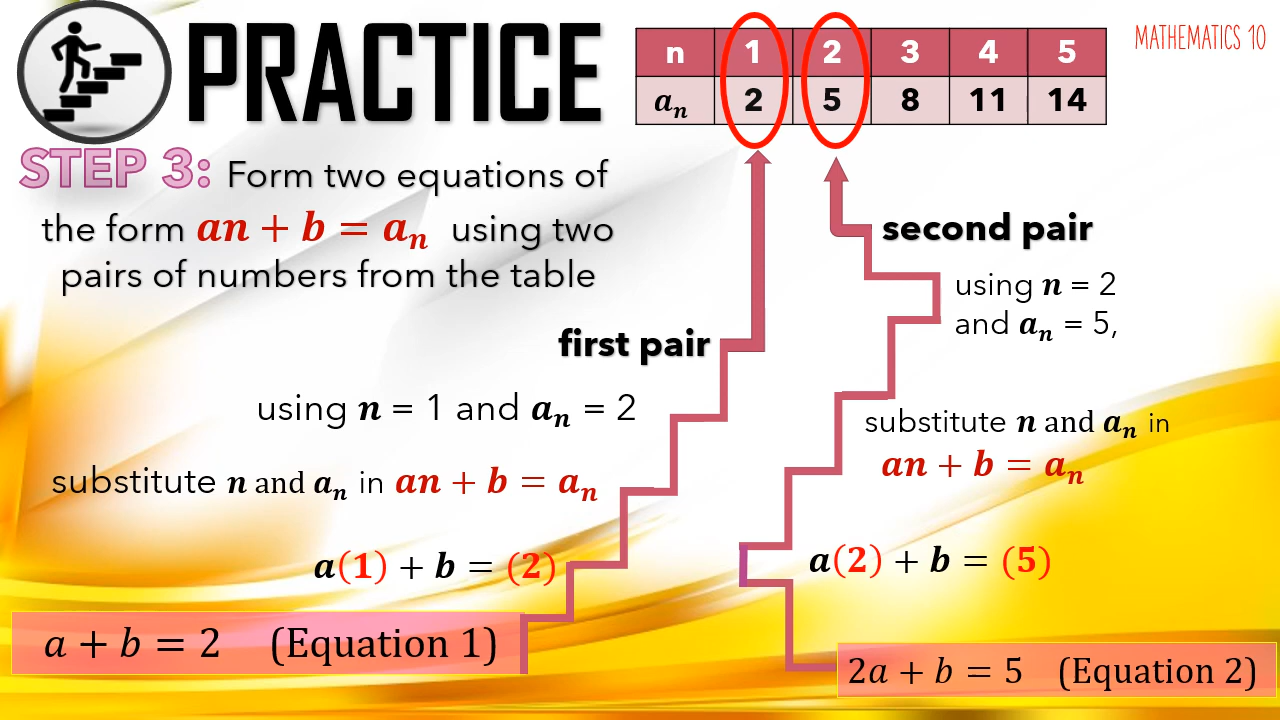 PRACTICE
MATHEMATICS 10
n 1 2 3 4 5
aₙ 2 5 8 11 14
STEP 3: Form two equations of
the form an + b = aₙ using two
pairs of numbers from the table
first pair
using n = 1 and aₙ = 2
substitute n and aₙ in an + b = aₙ
a(1) + b = (2)
a + b = 2 (Equation 1)
second pair
using n = 2
and aₙ = 5,
substitute n and aₙ in
an + b = aₙ
a(2) + b = (5)
2a + b = 5 (Equation 2)